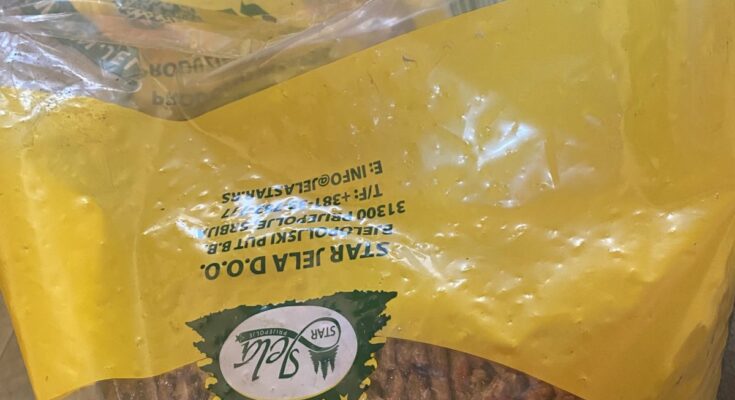 STAR
Jela
PRIJEPOLJE
STAR JELA D.O.O.
BJELOPOLJSKI PUT B.B.
31300 PRIJEPOLJE, SRBIJA
T/F: +381
E: INFO@JELASTAR.RS